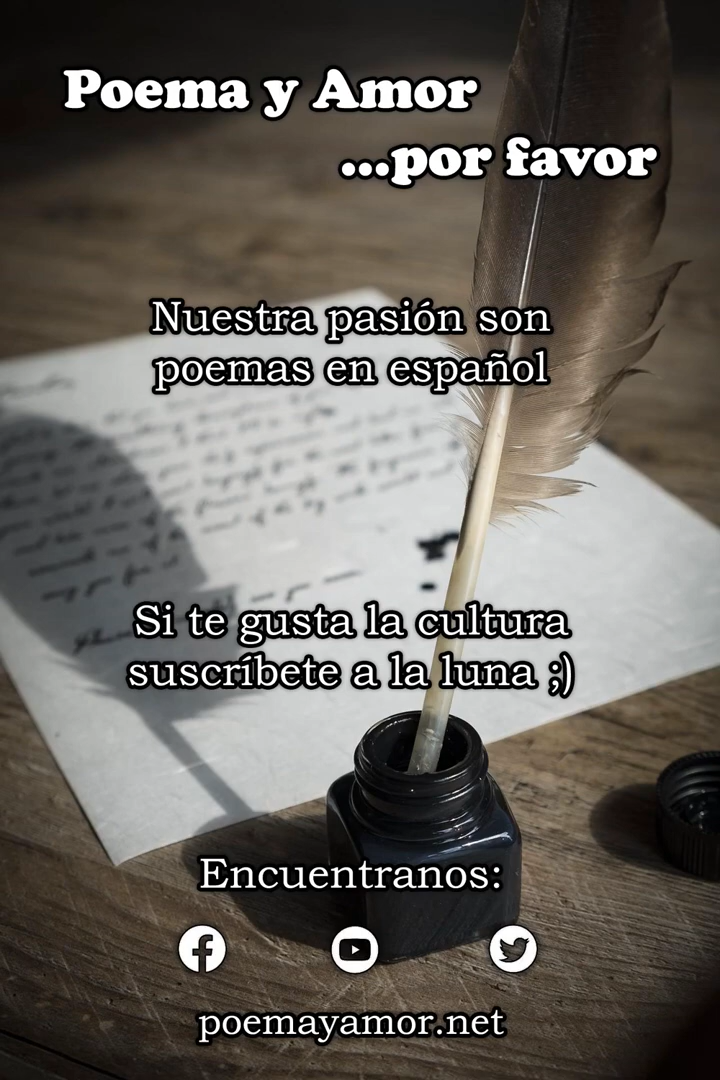 Poema y Amor
...por favor
Nuestra pasión son
poemas en español
Si te gusta la cultura
suscríbete a la luna ;)
Encuentranos:
poemayamor.net